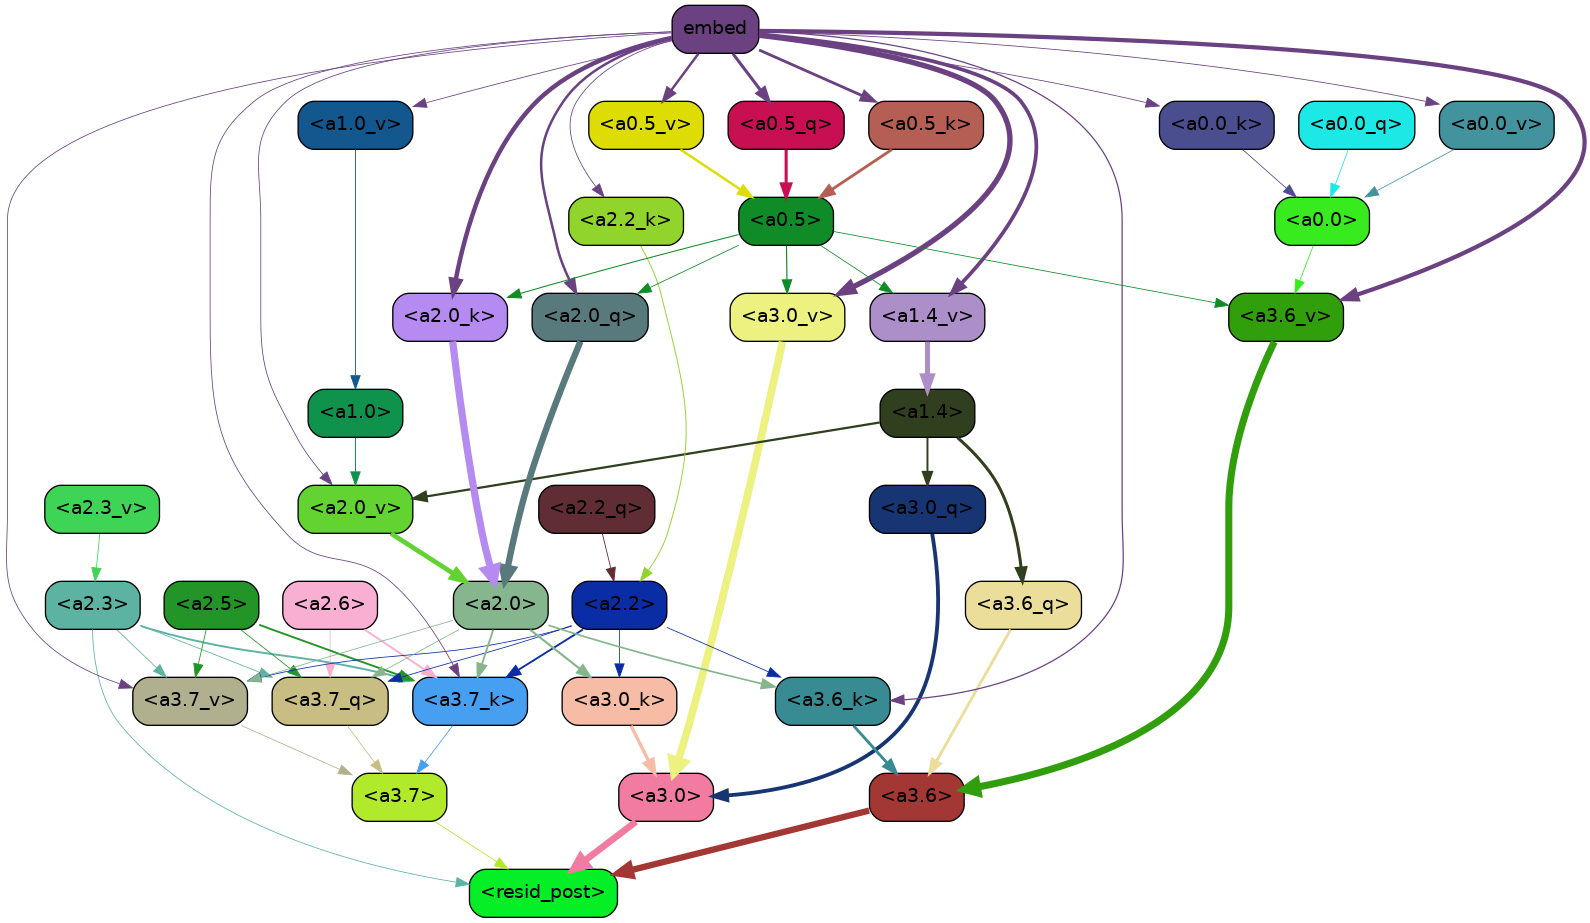 embed
<a1.0_v>
<a0.5_v>
<a0.5_q>
<a0.5_k>
<a0.0_k>
<a0.0_q>
<a0.0_v>
<a2.2_k>
<a0.5>
<a0.0>
<a2.0_k>
<a2.0_q>
<a3.0_v>
<a1.4_v>
<a3.6_v>
<a1.0>
<a1.4>
<a2.3_v>
<a2.0_v>
<a2.2_q>
<a3.0_q>
<a2.3>
<a2.5>
<a2.6>
<a2.0>
<a2.2>
<a3.6_q>
<a3.7_v>
<a3.7_q>
<a3.7_k>
<a3.0_k>
<a3.6_k>
<a3.7>
<a3.0>
<a3.6>
<resid_post>